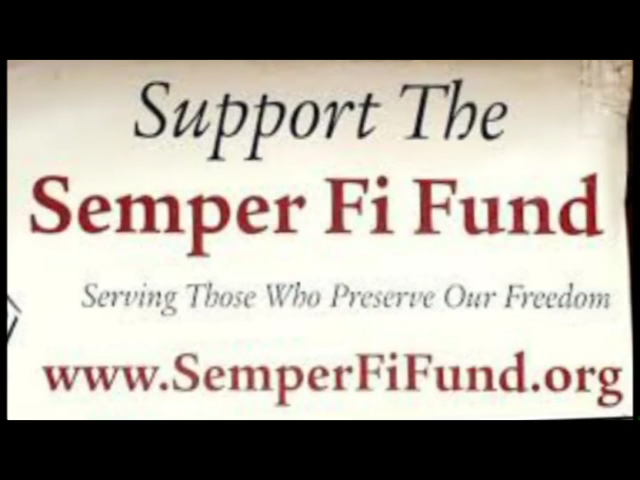 Support The
Semper Fi Fund
Serving Those Who Preserve Our Freedom
www.SemperFiFund.org